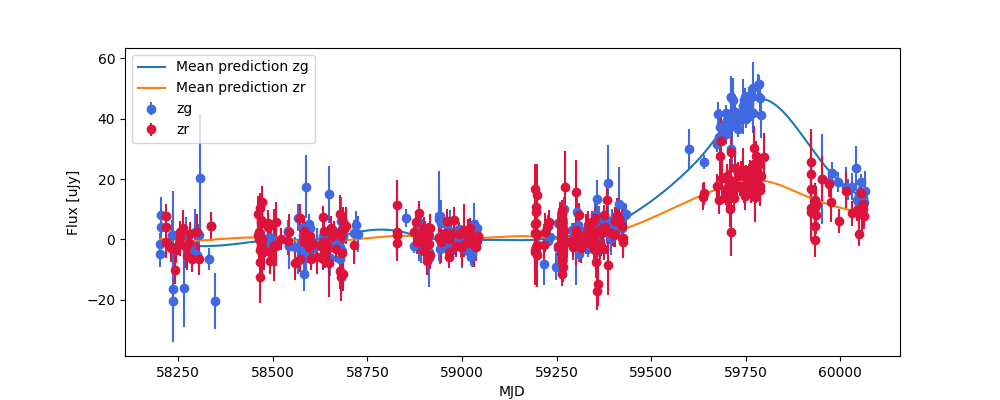 60
40
20
0
−20
Flux [uJy]
Mean prediction zg
Mean prediction zr
zg
zr
58250 58500 58750 59000 59250 59500 59750 60000
MJD